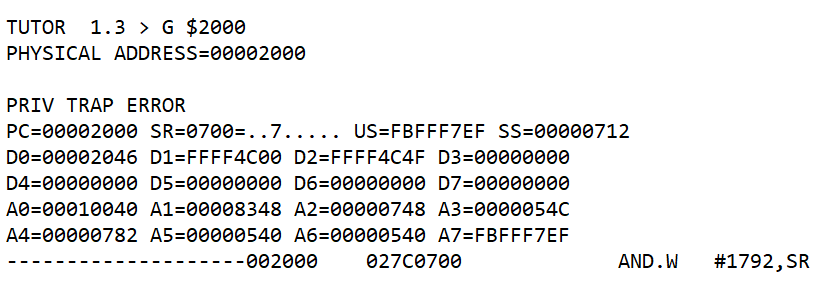 TUTOR  1.3 > G $2000
PHYSICAL ADDRESS=00002000
PRIV TRAP ERROR
PC=00002000 SR=0700=..7..... US=FBFFF7EF SS=00000712
D0=00002046 D1=FFFF4C00 D2=FFFF4C4F D3=00000000
D4=00000000 D5=00000000 D6=00000000 D7=00000000
A0=00010040 A1=00008348 A2=00000748 A3=0000054C
A4=00000782 A5=00000540 A6=00000540 A7=FBFFF7EF
--------------------002000    027C0700             AND.W   #1792,SR